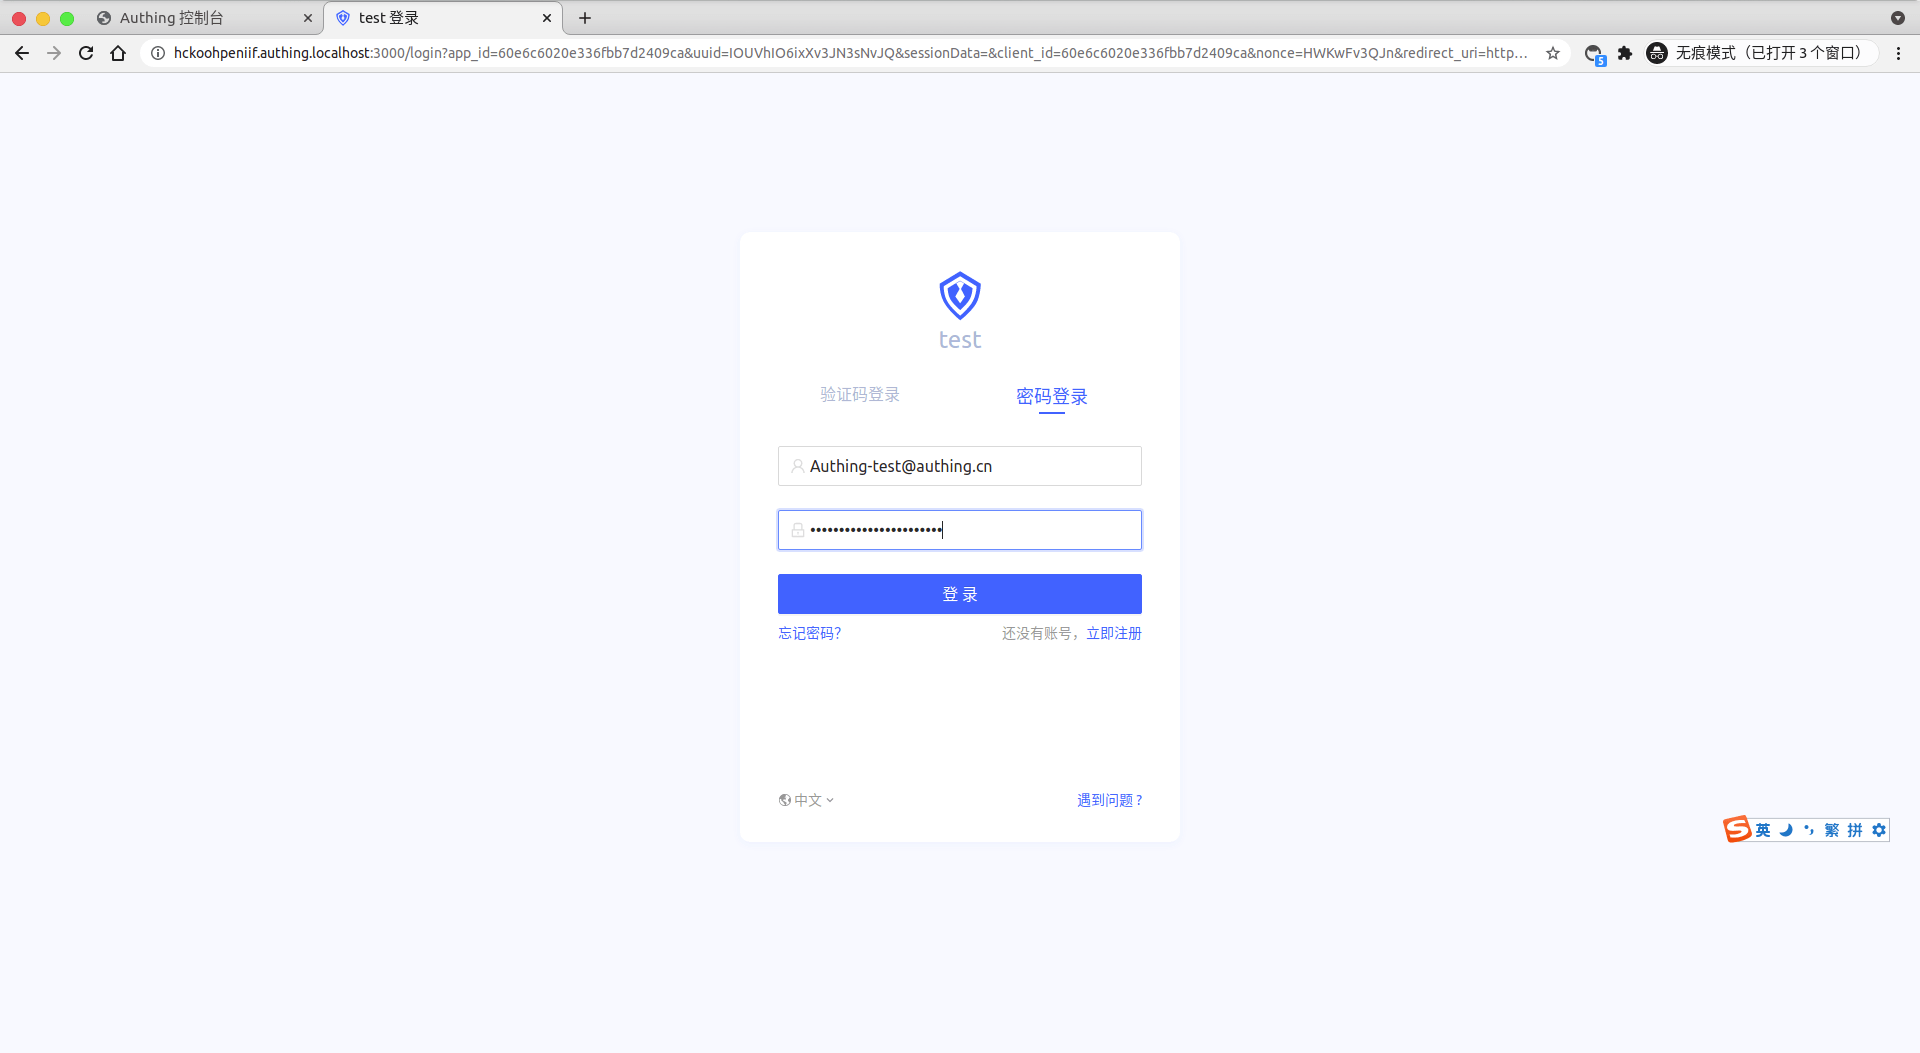 Authing 控制台
test 登录
hckoohpeniif.authing.localhost:3000/login?app_id=60e6c6020e336fbb7d2409ca&uuid=IOUVhIO6ixXv3JN3sNvJQ&sessionData=&client_id=60e6c6020e336fbb7d2409ca&nonce=HWKwFv3QJn&redirect_uri=http...
5
无痕模式（已打开 3 个窗口）
test
验证码登录
密码登录
Authing-test@authing.cn
登 录
忘记密码？
还没有账号，立即注册
中文
遇到问题？
英 繁 拼